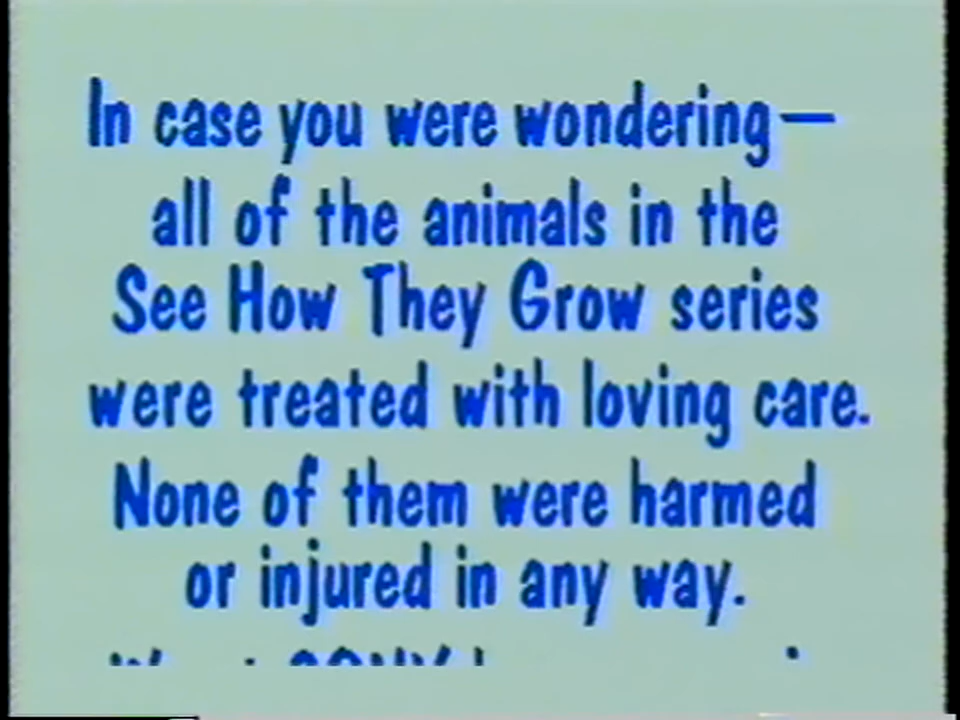 In case you were wondering—
all of the animals in the
See How They Grow series
were treated with loving care.
None of them were harmed
or injured in any way.